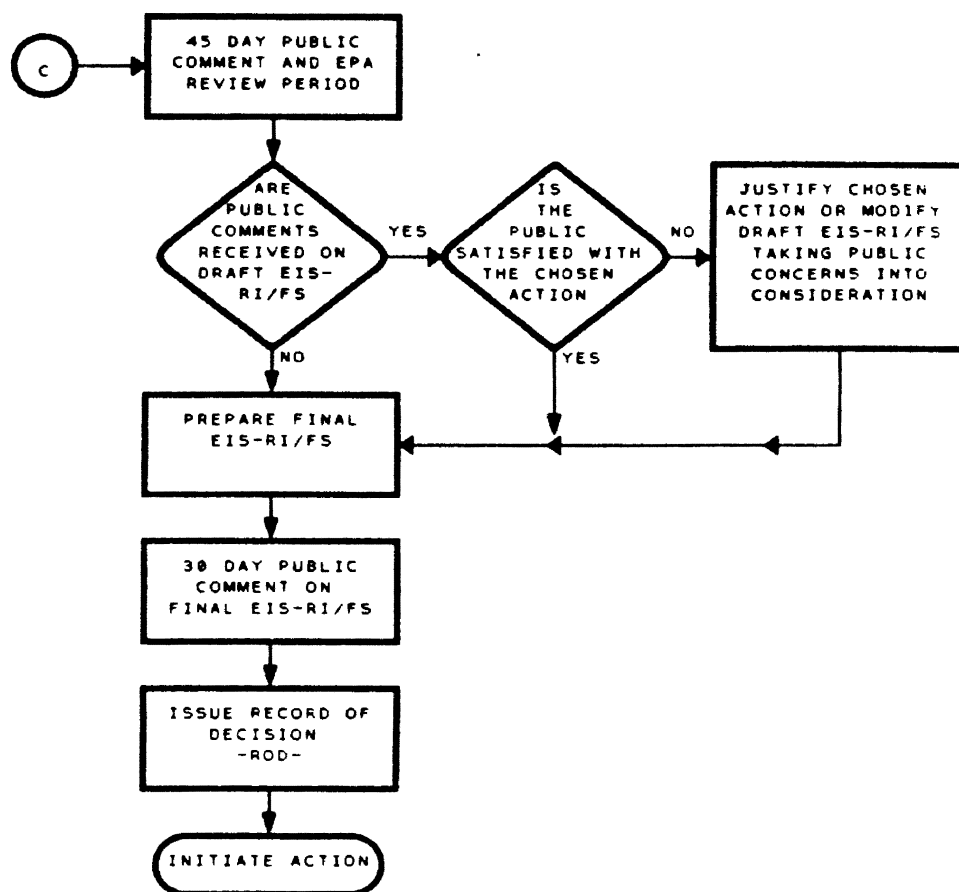 C
45 DAY PUBLIC
COMMENT AND EPA
REVIEW PERIOD
ARE
PUBLIC
COMMENTS
RECEIVED ON
DRAFT EIS-
RI/FS
YES
NO
IS
THE
PUBLIC
SATISFIED WITH
THE CHOSEN
ACTION
NO
YES
JUSTIFY CHOSEN
ACTION OR MODIFY
DRAFT EIS-RI/FS
TAKING PUBLIC
CONCERNS INTO
CONSIDERATION
PREPARE FINAL
EIS-RI/FS
30 DAY PUBLIC
COMMENT ON
FINAL EIS-RI/FS
ISSUE RECORD OF
DECISION
-ROD-
INITIATE ACTION